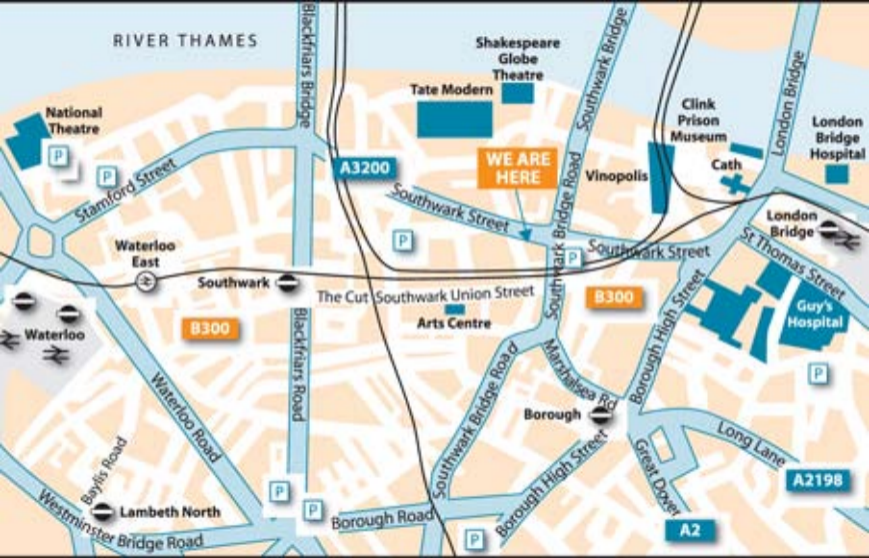 RIVER THAMES
Blackfriars Bridge
Shakespeare
Globe
Theatre
Tate Modern
Southwark Bridge
London Bridge
Clink
Prison
Museum
London
Bridge
Hospital
National
Theatre
P
P
Stamford Street
A3200
WE ARE
HERE
Vinopolis
Cath
Southwark Street
Southwark Bridge Road
P
P
Southwark Street
London
Bridge
St Thomas Street
Waterloo
East
Southwark
The Cut
Southwark Union Street
Arts Centre
B300
B300
Guy's
Hospital
Waterloo
Blackfriars Road
Borough High Street
Marshalsea Rd
P
Waterloo Road
Southwark Bridge Road
Borough
Borough High Street
Great Dover
Long Lane
A2198
Baylis Road
Lambeth North
Westminster Bridge Road
P
P
Borough Road
P
A2